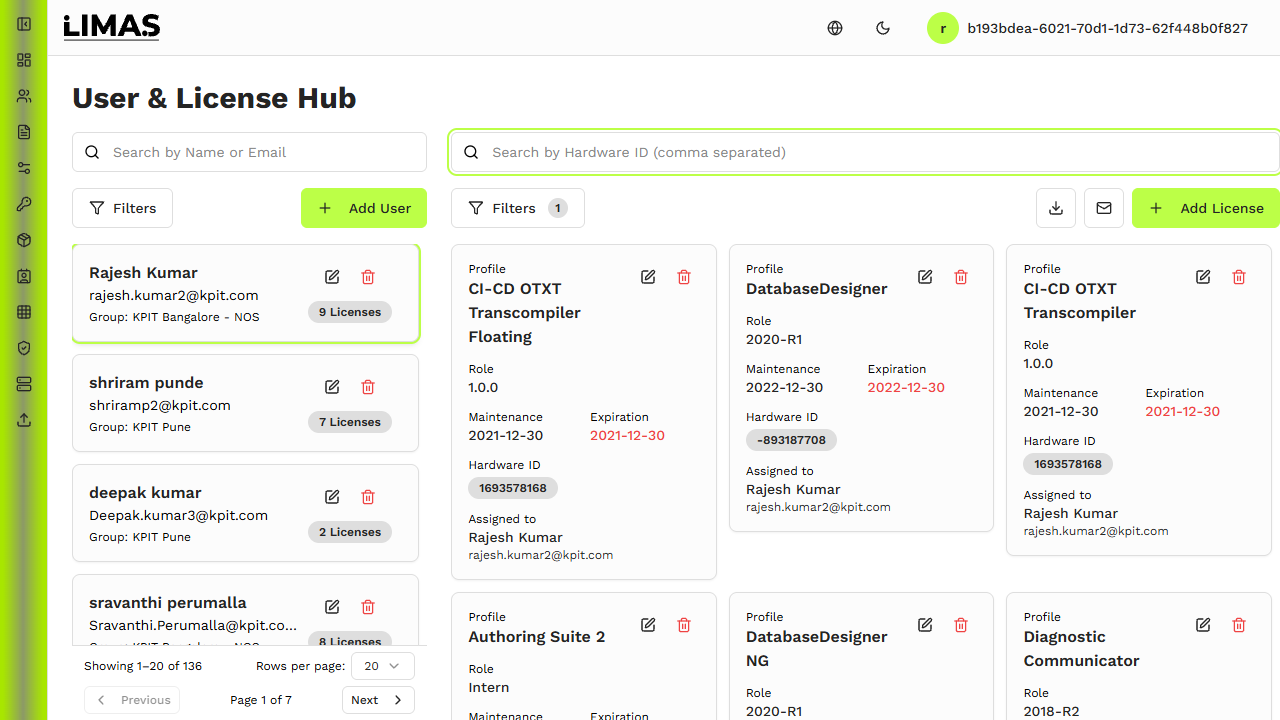 LIMAS
r
b193bdea-6021-70d1-1d73-62f448b0f827
User & License Hub
Search by Name or Email
Search by Hardware ID (comma separated)
Filters
Add User
Filters
1
Add License
Rajesh Kumar
rajesh.kumar2@kpit.com
Group: KPIT Bangalore - NOS
9 Licenses
shriram punde
shriramp2@kpit.com
Group: KPIT Pune
7 Licenses
deepak kumar
Deepak.kumar3@kpit.com
Group: KPIT Pune
2 Licenses
sravanthi perumalla
Sravanthi.Perumalla@kpit.co...
8 Licenses
Showing 1–20 of 136
Rows per page:
20
Previous
Page 1 of 7
Next
Profile
CI-CD OTXT
Transcompiler
Floating
Role
1.0.0
Maintenance
Expiration
2021-12-30
2021-12-30
Hardware ID
1693578168
Assigned to
Rajesh Kumar
rajesh.kumar2@kpit.com
Profile
DatabaseDesigner
Role
2020-R1
Maintenance
Expiration
2022-12-30
2022-12-30
Hardware ID
-893187708
Assigned to
Rajesh Kumar
rajesh.kumar2@kpit.com
Profile
CI-CD OTXT
Transcompiler
Role
1.0.0
Maintenance
Expiration
2021-12-30
2021-12-30
Hardware ID
1693578168
Assigned to
Rajesh Kumar
rajesh.kumar2@kpit.com
Profile
Authoring Suite 2
Role
Intern
Maintenance
Expiration
Profile
DatabaseDesigner
NG
Role
2020-R1
Profile
Diagnostic
Communicator
Role
2018-R2